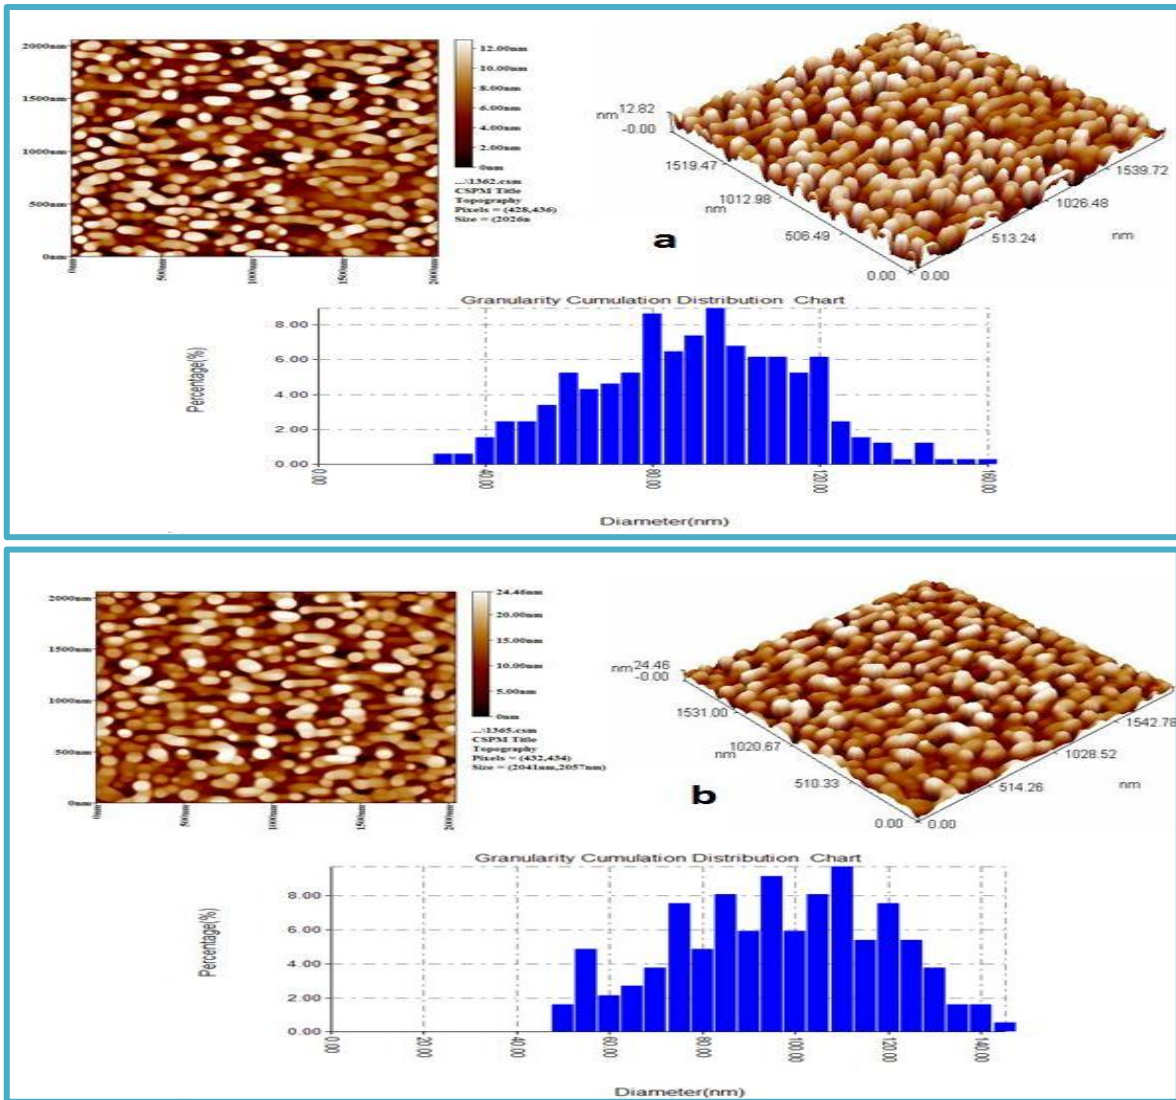 2000nm
1500nm
1000nm
500nm
0nm
0nm
500nm
1000nm
1500nm
2000nm
12.00nm
10.00nm
8.00nm
6.00nm
4.00nm
2.00nm
0nm
...\1362.csm
CSPM Title
Topography
Pixels = (428,436)
Size = (2026n
nm 12.82
-0.00
1519.47
1012.98
nm
506.49
0.00
0.00
513.24
1026.48
1539.72
nm
a
Granularity Cumulation Distribution Chart
Percentage(%)
8.00
6.00
4.00
2.00
0.00
0.00
40.00
80.00
120.00
160.00
Diameter(nm)
2000nm
1500nm
1000nm
500nm
0nm
0nm
500nm
1000nm
1500nm
2000nm
24.46nm
20.00nm
15.00nm
10.00nm
5.00nm
0nm
...\1365.csm
CSPM Title
Topography
Pixels = (432,434)
Size = (2041nm,2057nm)
nm 24.46
-0.00
1531.00
1020.67
nm
510.33
0.00
0.00
514.26
1028.52
1542.78
nm
b
Granularity Cumulation Distribution Chart
Percentage(%)
8.00
6.00
4.00
2.00
0.00
0.00
20.00
40.00
60.00
80.00
100.00
120.00
140.00
Diameter(nm)